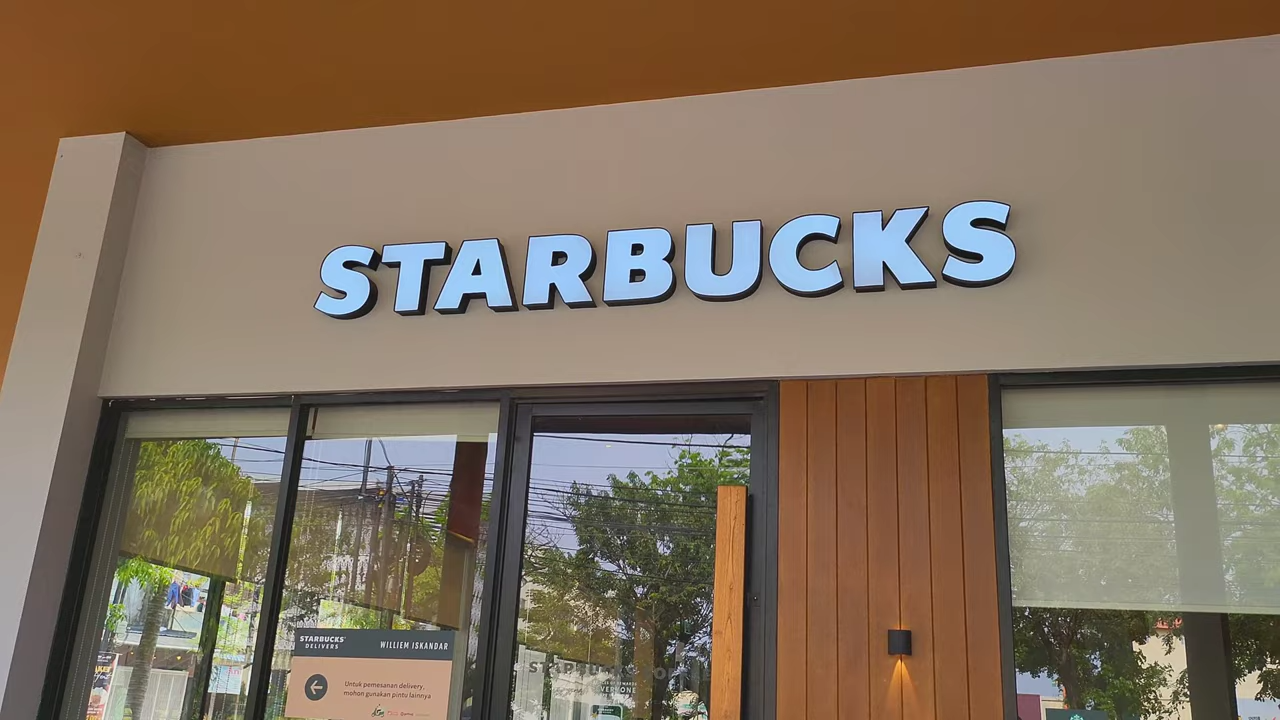 STARBUCKS
STARBUCKS
DELIVERS
WILLIEM ISKANDAR
Untuk pemesanan delivery,
mohon gunakan pintu lainnya